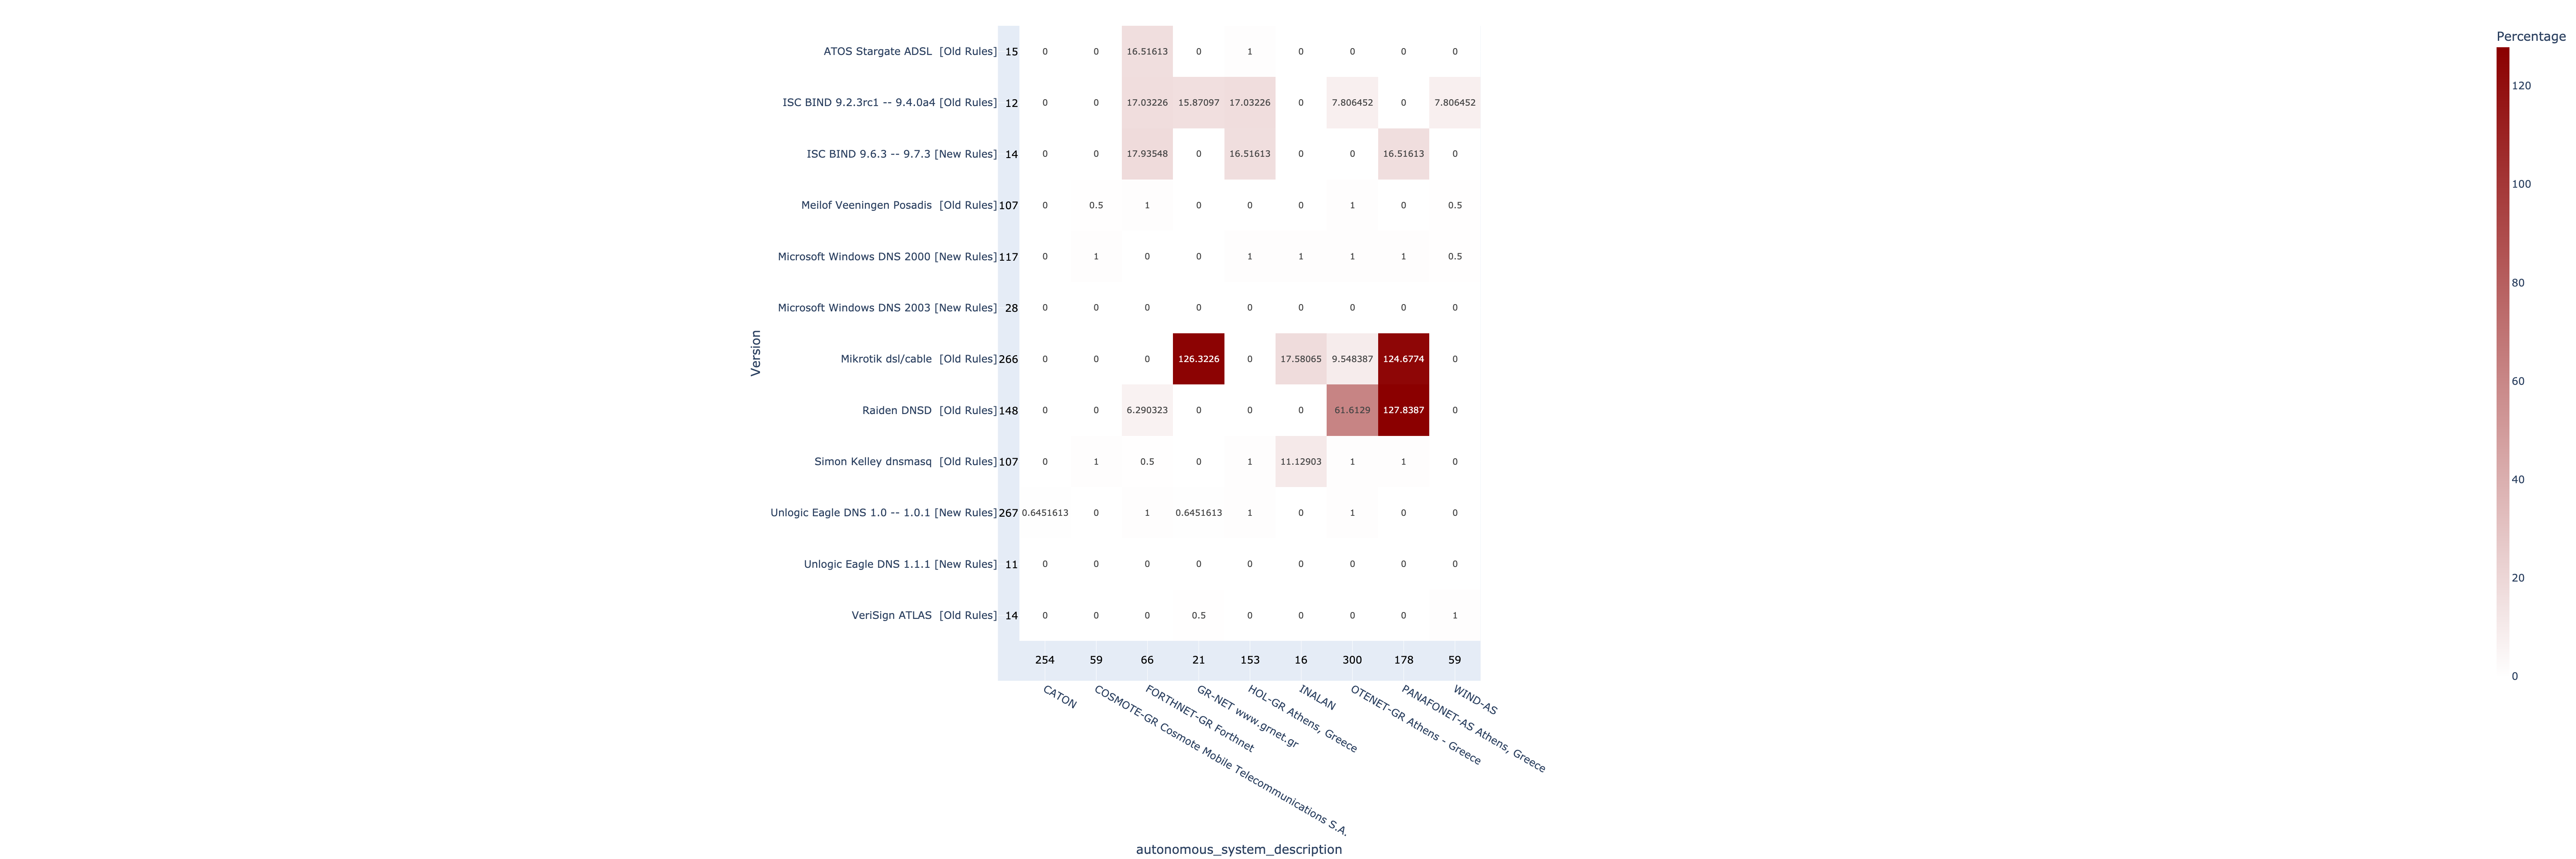 Percentage
120
100
80
60
40
20
0
Version
ATOS Stargate ADSL  [Old Rules] 15 0 0 16.51613 0 1 0 0 0 0
ISC BIND 9.2.3rc1 -- 9.4.0a4 [Old Rules] 12 0 0 17.03226 15.87097 17.03226 0 7.806452 0 7.806452
ISC BIND 9.6.3 -- 9.7.3 [New Rules] 14 0 0 17.93548 0 16.51613 0 0 16.51613 0
Meilof Veeningen Posadis  [Old Rules] 107 0 0.5 1 0 0 0 1 0 0.5
Microsoft Windows DNS 2000 [New Rules] 117 0 1 0 0 1 1 1 1 0.5
Microsoft Windows DNS 2003 [New Rules] 28 0 0 0 0 0 0 0 0 0
Mikrotik dsl/cable  [Old Rules] 266 0 0 0 126.3226 0 17.58065 9.548387 124.6774 0
Raiden DNSD  [Old Rules] 148 0 0 6.290323 0 0 0 61.6129 127.8387 0
Simon Kelley dnsmasq  [Old Rules] 107 0 1 0.5 0 1 11.12903 1 1 0
Unlogic Eagle DNS 1.0 -- 1.0.1 [New Rules] 267 0.6451613 0 1 0.6451613 1 0 1 0 0
Unlogic Eagle DNS 1.1.1 [New Rules] 11 0 0 0 0 0 0 0 0 0
VeriSign ATLAS  [Old Rules] 14 0 0 0 0.5 0 0 0 0 1
254 59 66 21 153 16 300 178 59
CATON
COSMOTE-GR Cosmote Mobile Telecommunications S.A.
FORTHNET-GR Forthnet
GR-NET www.grnet.gr
HOL-GR Athens, Greece
INALAN
OTENET-GR Athens - Greece
PANAFONET-AS Athens, Greece
WIND-AS
autonomous_system_description